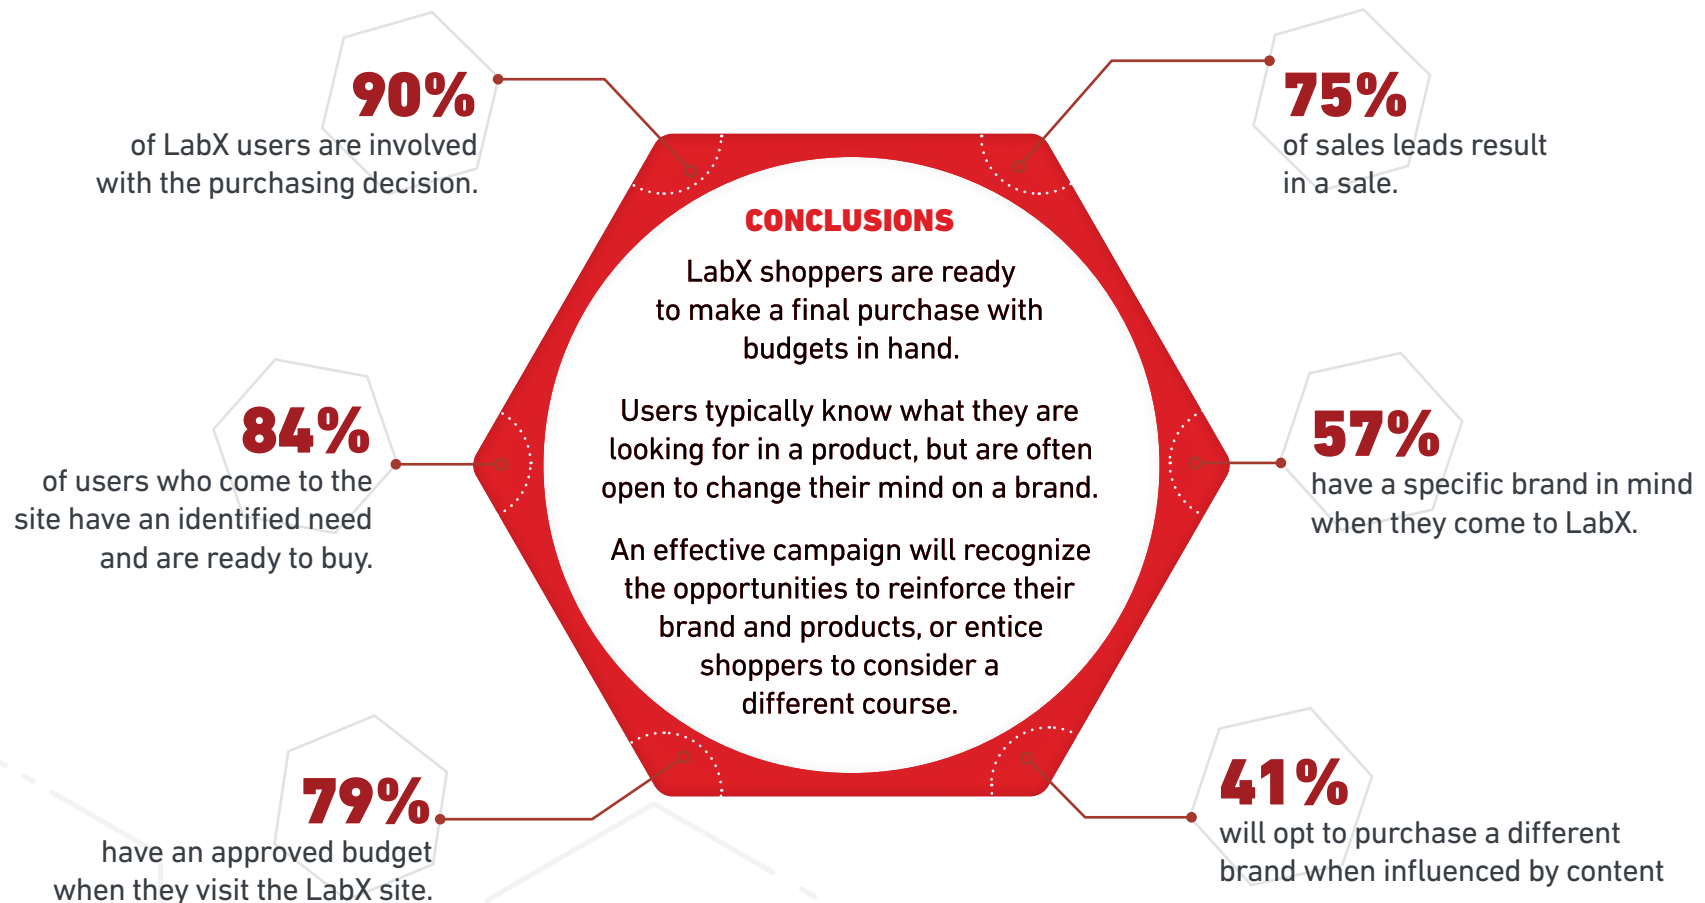 90%
of LabX users are involved
with the purchasing decision.
84%
of users who come to the
site have an identified need
and are ready to buy.
79%
have an approved budget
when they visit the LabX site.
CONCLUSIONS
LabX shoppers are ready
to make a final purchase with
budgets in hand.
Users typically know what they are
looking for in a product, but are often
open to change their mind on a brand.
An effective campaign will recognize
the opportunities to reinforce their
brand and products, or entice
shoppers to consider a
different course.
75%
of sales leads result
in a sale.
57%
have a specific brand in mind
when they come to LabX.
41%
will opt to purchase a different
brand when influenced by content